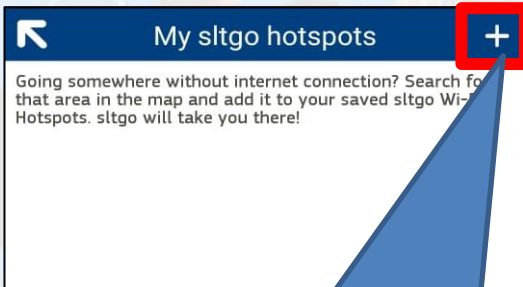 My sltgo hotspots
+
Going somewhere without internet connection? Search fo
that area in the map and add it to your saved sltgo Wi-
Hotspots. sltgo will take you there!